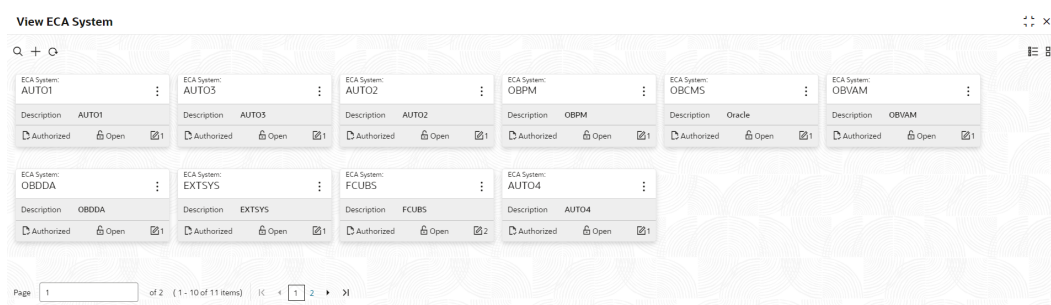 View ECA System
ECA System: ECA System: ECA System: ECA System: ECA System: ECA System:
AUTO1 AUTO3 AUTO2 OBPM OBCMS OBVAM
Description AUTO1 Description AUTO3 Description AUTO2 Description OBPM Description Oracle Description OBVAM
Authorized Open 1 Authorized Open 1 Authorized Open 1 Authorized Open 1 Authorized Open 1 Authorized Open 1
ECA System: ECA System: ECA System: ECA System:
OBDDA EXTSYS FCUBS AUTO4
Description OBDDA Description EXTSYS Description FCUBS Description AUTO4
Authorized Open 1 Authorized Open 1 Authorized Open 2 Authorized Open 1
Page 1 of 2 (1 - 10 of 11 items) 1 2